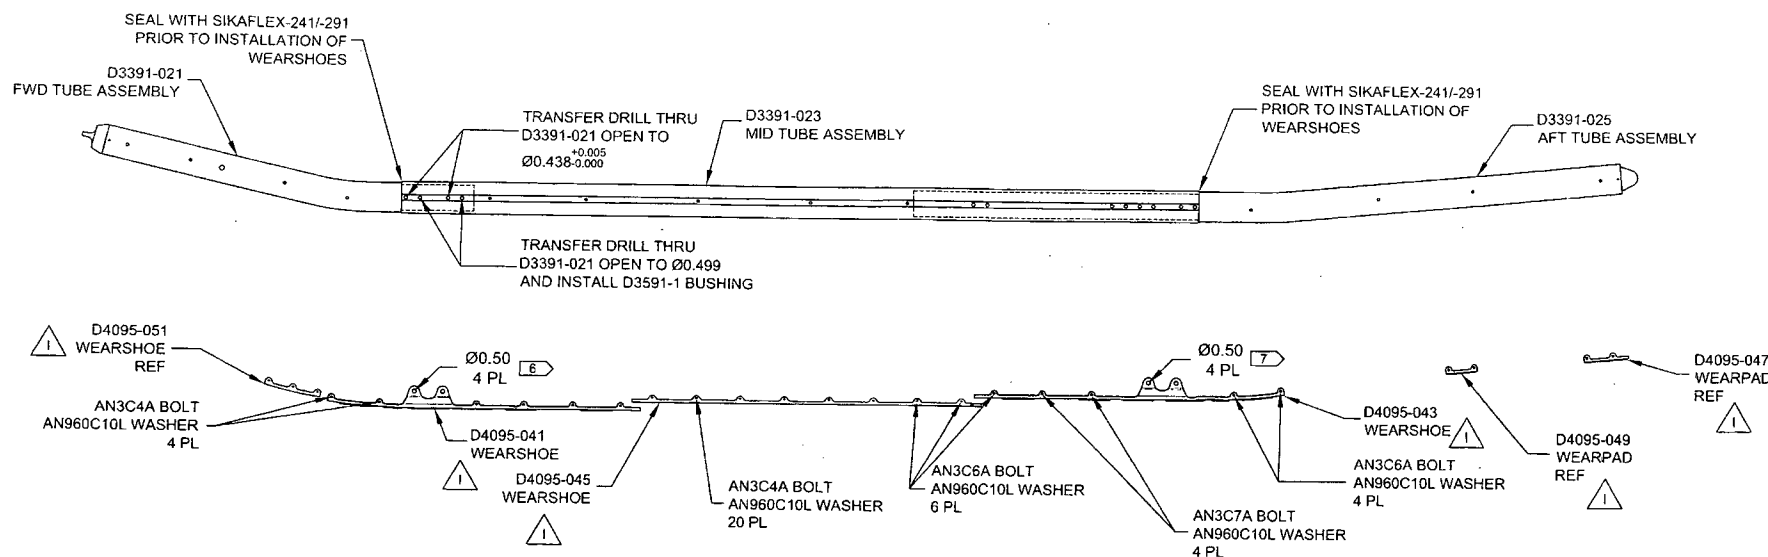 SEAL WITH SIKAFLEX-241/-291
PRIOR TO INSTALLATION OF
WEARSHOES
D3391-021
FWD TUBE ASSEMBLY
TRANSFER DRILL THRU
D3391-021 OPEN TO
Ø0.438 +0.005 -0.000
D3391-023
MID TUBE ASSEMBLY
SEAL WITH SIKAFLEX-241/-291
PRIOR TO INSTALLATION OF
WEARSHOES
D3391-025
AFT TUBE ASSEMBLY
TRANSFER DRILL THRU
D3391-021 OPEN TO Ø0.499
AND INSTALL D3591-1 BUSHING
1
D4095-051
WEARSHOE
REF
Ø0.50
4 PL
6
Ø0.50
4 PL
7
D4095-047
WEARPAD
REF
1
AN3C4A BOLT
AN960C10L WASHER
4 PL
D4095-041
WEARSHOE
1
D4095-045
WEARSHOE
1
AN3C4A BOLT
AN960C10L WASHER
20 PL
AN3C6A BOLT
AN960C10L WASHER
6 PL
AN3C7A BOLT
AN960C10L WASHER
4 PL
D4095-043
WEARSHOE
1
AN3C6A BOLT
AN960C10L WASHER
4 PL
D4095-049
WEARPAD
REF
1